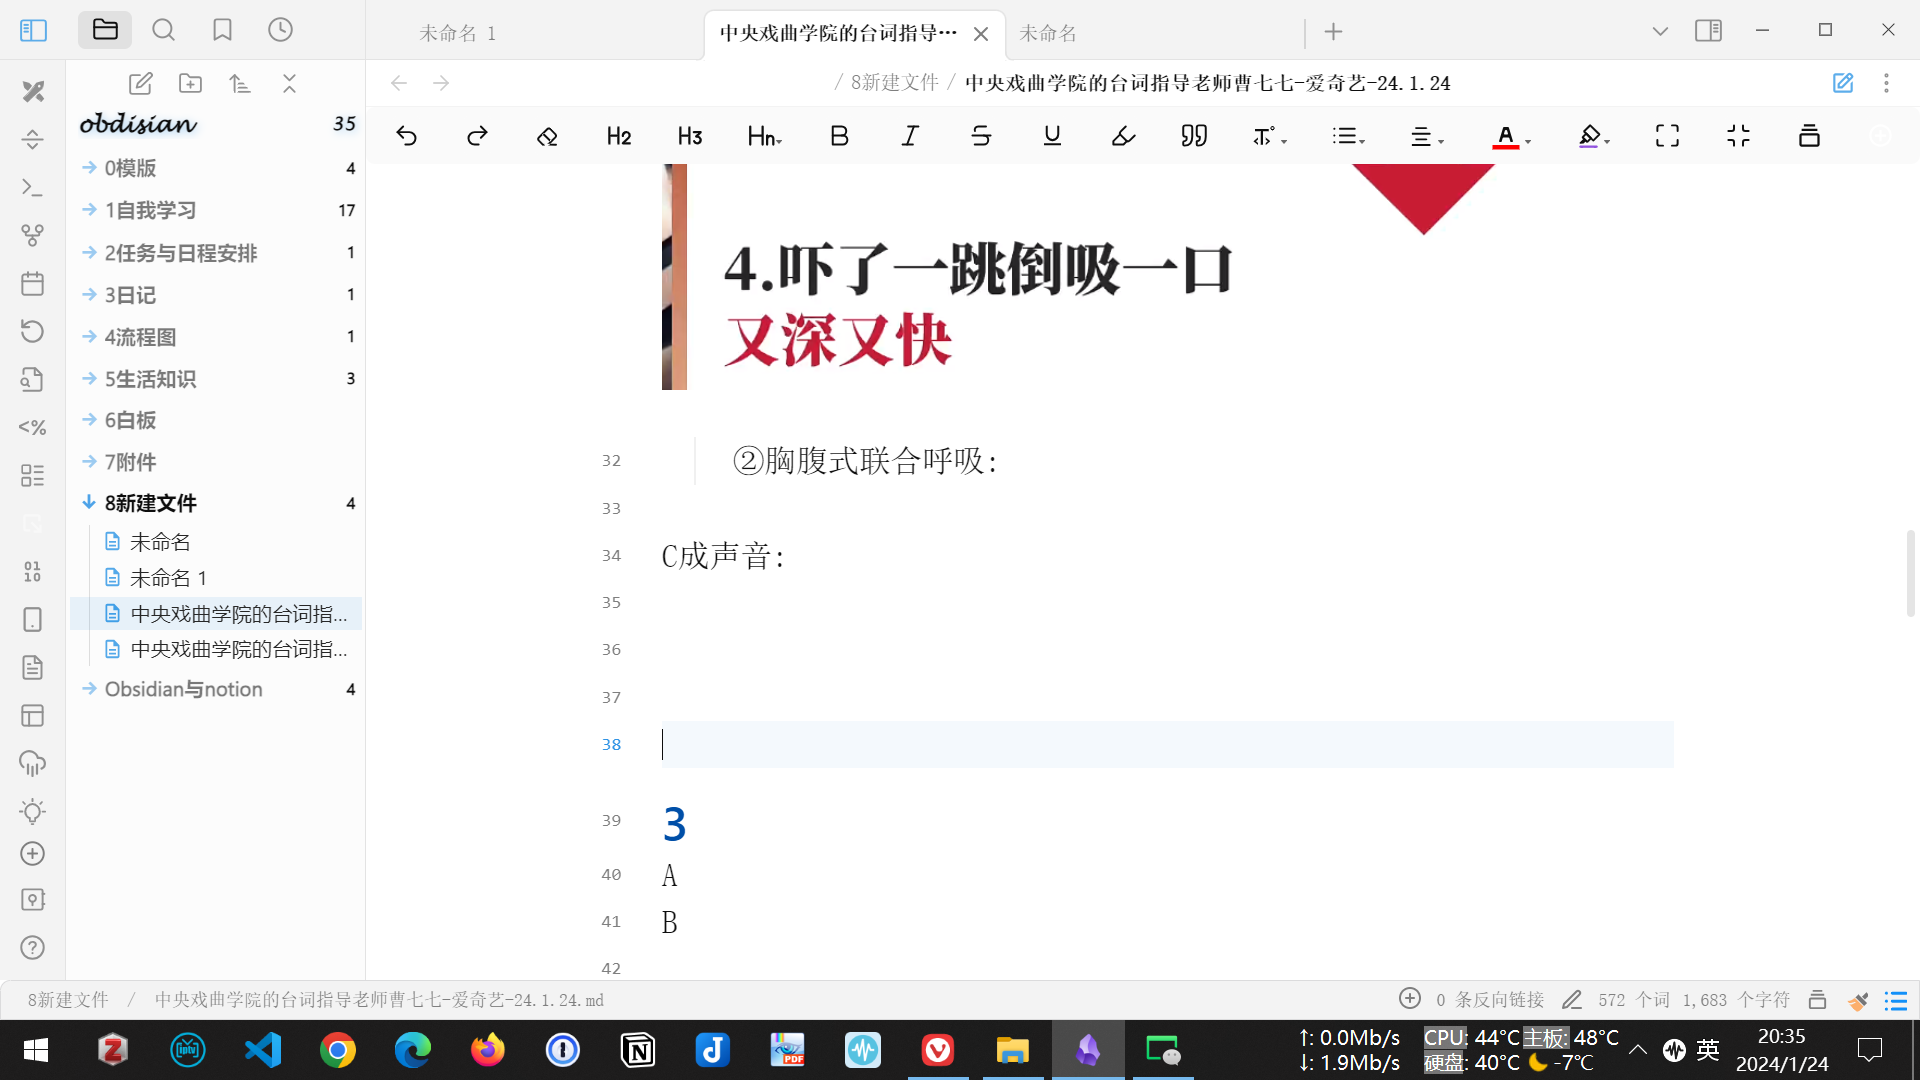 未命名 1
中央戏曲学院的台词指导···
未命名
/ 8新建文件 / 中央戏曲学院的台词指导老师曹七七-爱奇艺-24.1.24
H2 H3 Hn B I S U A
obdisian 35
0模版 4
1自我学习 17
2任务与日程安排 1
3日记 1
4流程图 1
5生活知识 3
6白板
7附件
8新建文件 4
未命名
未命名 1
中央戏曲学院的台词指...
中央戏曲学院的台词指...
Obsidian与notion 4
4.吓了一跳倒吸一口
又深又快
32 ②胸腹式联合呼吸:
33
34 C成声音:
35
36
37
38
39 3
40 A
41 B
42
8新建文件 / 中央戏曲学院的台词指导老师曹七七-爱奇艺-24.1.24.md
0 条反向链接 572 个词 1,683 个字符
↑: 0.0Mb/s CPU: 44°C 主板: 48°C
↓: 1.9Mb/s 硬盘: 40°C -7°C
英
20:35
2024/1/24